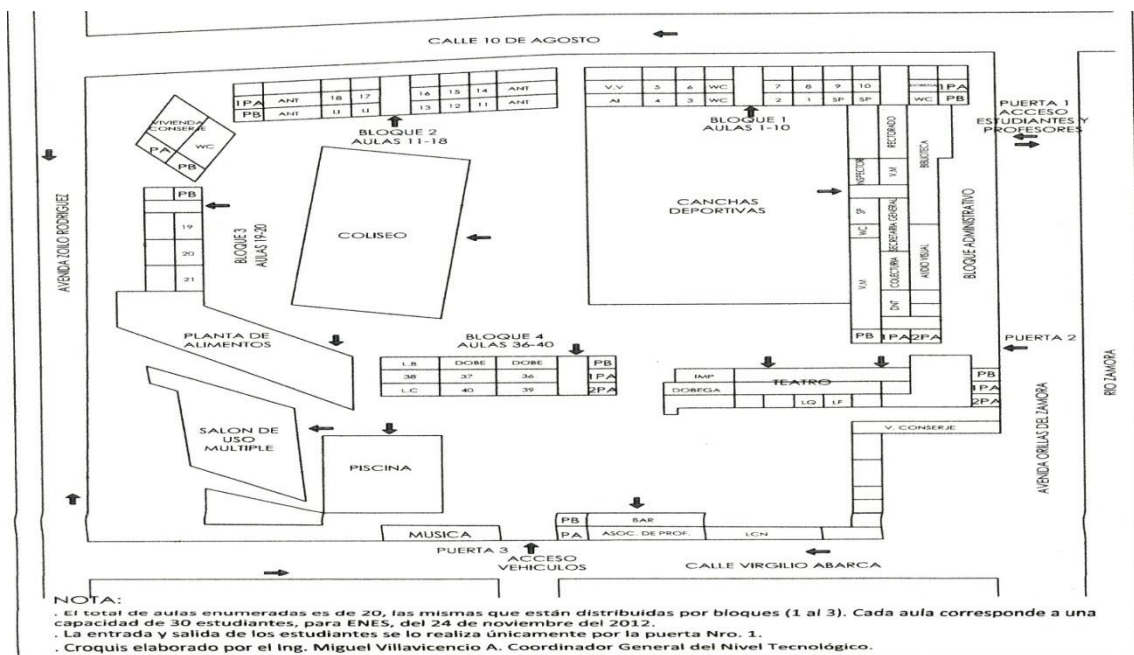 CALLE 10 DE AGOSTO
1PA ANT 18 17 16 15 14 ANT
PB ANT LI LI 13 12 11 ANT
BLOQUE 2
AULAS 11-18
V.V 5 6 WC 7 8 9 10 BODEGA 1PA
AI 4 3 WC 2 1 SP SP WC PB
BLOQUE 1
AULAS 1-10
PUERTA 1
ACCESO
ESTUDIANTES Y
PROFESORES
VIVIENDA
CONSERJE
WC
PA
PB
AVENIDA ZOILO RODRIGUEZ
PB
19
20
21
BLOQUE 3
AULAS 19-20
COLISEO
CANCHAS
DEPORTIVAS
INSPECTORE
SP
WC
V.M
RECTORADO
V.M
SECRETARIA GENERAL
COLECTURIA
DNT
BIBLIOTECA
AUDIO VISUAL
PB 1PA 2PA
BLOQUE ADMINISTRATIVO
PUERTA 2
AVENIDA ORILLAS DEL ZAMORA
RIO ZAMORA
PLANTA DE
ALIMENTOS
BLOQUE 4
AULAS 36-40
L.B DOBE DOBE PB
38 37 36 1PA
L.C 40 39 2PA
IMP
TEATRO
DOBEGA
LQ LF
PB
1PA
2PA
V. CONSERJE
SALON DE
USO
MULTIPLE
PISCINA
MUSICA
PB BAR
PA ASOC. DE PROF. LCN
PUERTA 3
ACCESO
VEHICULOS
CALLE VIRGILIO ABARCA
NOTA:
. El total de aulas enumeradas es de 20, las mismas que están distribuidas por bloques (1 al 3). Cada aula corresponde a una
capacidad de 30 estudiantes, para ENES, del 24 de noviembre del 2012.
. La entrada y salida de los estudiantes se lo realiza únicamente por la puerta Nro. 1.
. Croquis elaborado por el Ing. Miguel Villavicencio A. Coordinador General del Nivel Tecnológico.